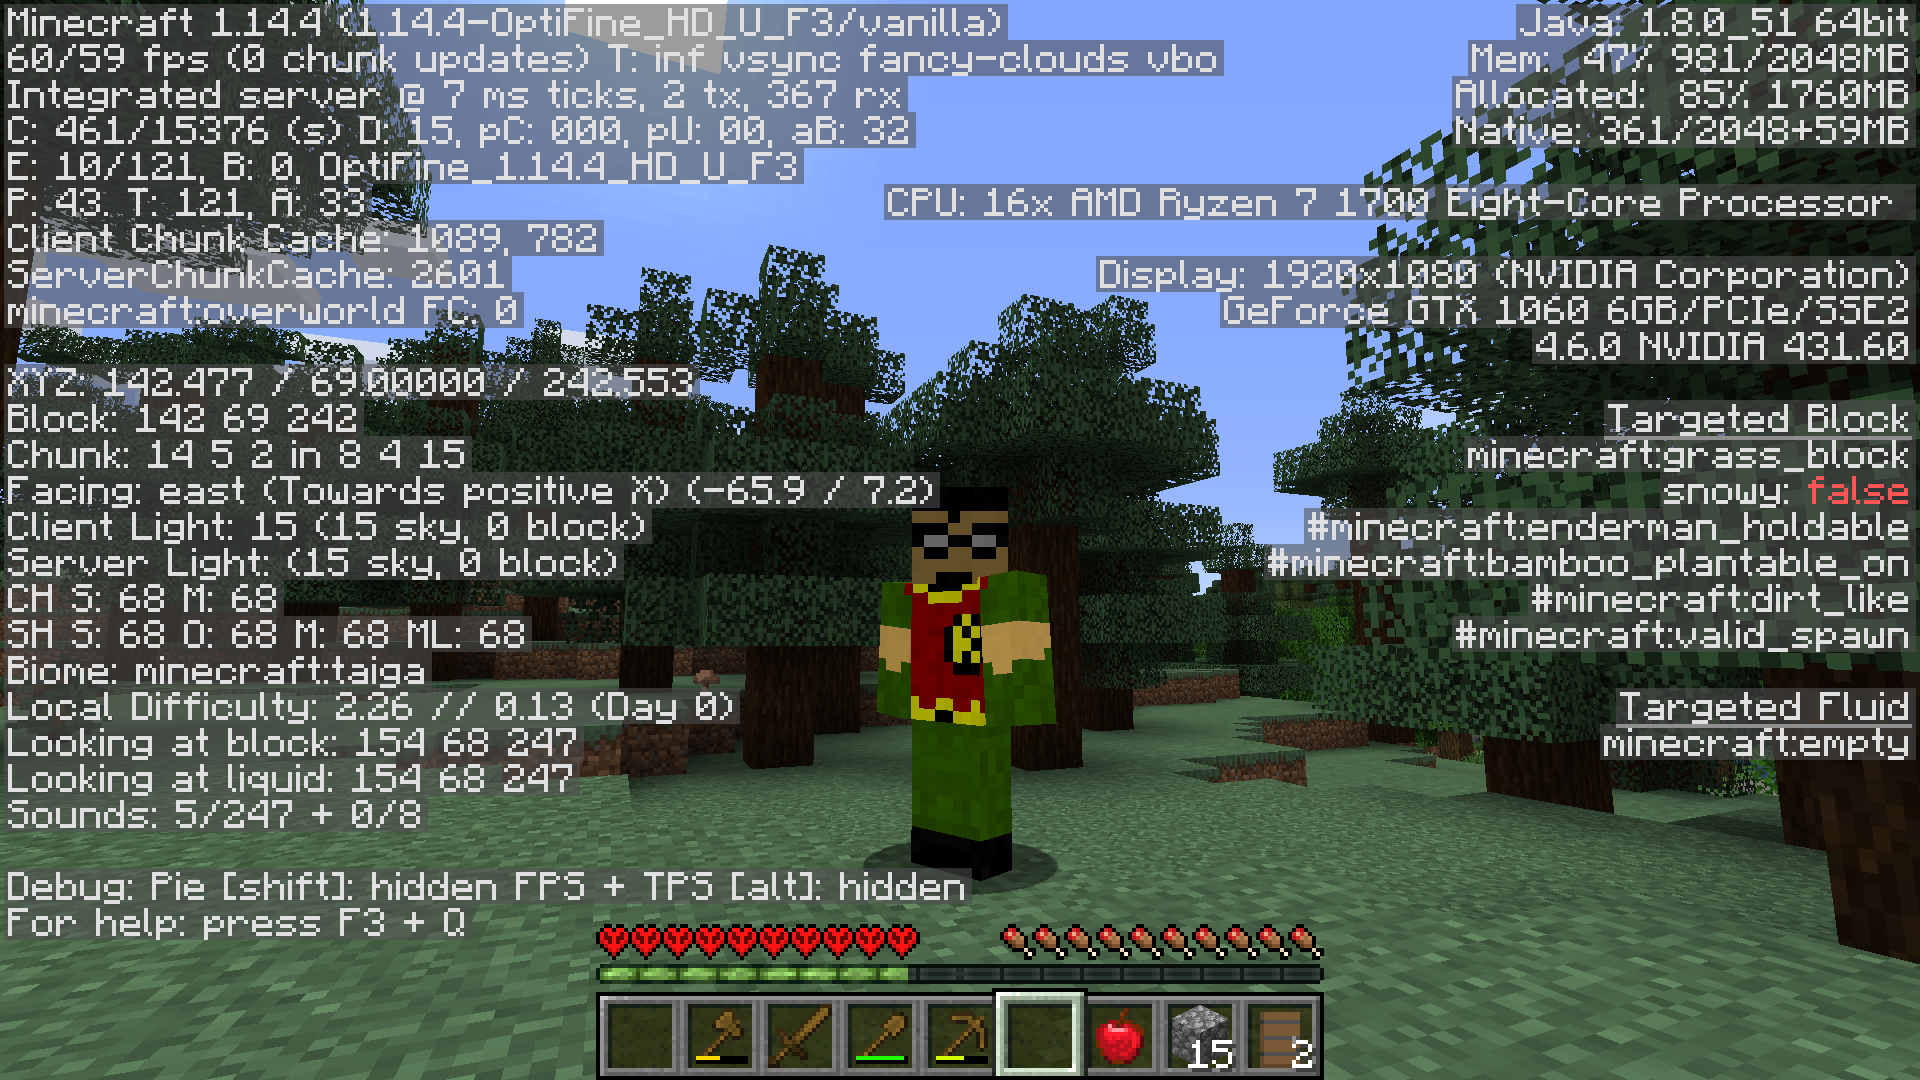 Minecraft 1.14.4 (1.14.4-OptiFine_HD_U_F3/vanilla)
60/59 fps (0 chunk updates) T: inf vsync fancy-clouds vbo
Integrated server @ 7 ms ticks, 2 tx, 367 rx
C: 461/15376 (s) D: 15, pC: 000, pU: 00, aB: 32
E: 10/121, B: 0, OptiFine_1.14.4_HD_U_F3
P: 43. T: 121, A: 33
Client Chunk Cache: 1089, 782
ServerChunkCache: 2601
minecraft:overworld FC: 0
XYZ: 142.477 / 69.00000 / 242.553
Block: 142 69 242
Chunk: 14 5 2 in 8 4 15
Facing: east (Towards positive X) (-65.9 / 7.2)
Client Light: 15 (15 sky, 0 block)
Server Light: (15 sky, 0 block)
CH S: 68 M: 68
SH S: 68 O: 68 M: 68 ML: 68
Biome: minecraft:taiga
Local Difficulty: 2.26 // 0.13 (Day 0)
Looking at block: 154 68 247
Looking at liquid: 154 68 247
Sounds: 5/247 + 0/8
Debug: Pie [shift]: hidden FPS + TPS [alt]: hidden
For help: press F3 + Q
Java: 1.8.0_51 64bit
Mem: 47% 981/2048MB
Allocated: 85% 1760MB
Native: 361/2048+59MB
CPU: 16x AMD Ryzen 7 1700 Eight-Core Processor
Display: 1920x1080 (NVIDIA Corporation)
GeForce GTX 1060 6GB/PCIe/SSE2
4.6.0 NVIDIA 431.60
Targeted Block
minecraft:grass_block
snowy: false
#minecraft:enderman_holdable
#minecraft:bamboo_plantable_on
#minecraft:dirt_like
#minecraft:valid_spawn
Targeted Fluid
minecraft:empty
15
2